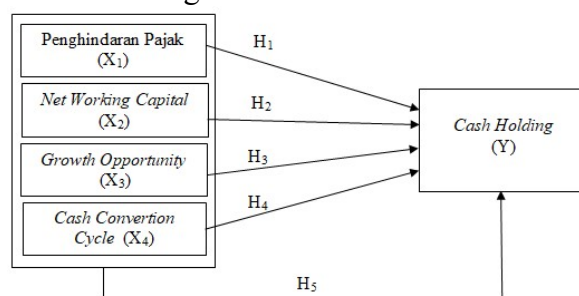 Penghindaran Pajak
(X₁)
Net Working Capital
(X₂)
Growth Opportunity
(X₃)
Cash Convertion
Cycle (X₄)
H₁
H₂
H₃
H₄
Cash Holding
(Y)
H₅